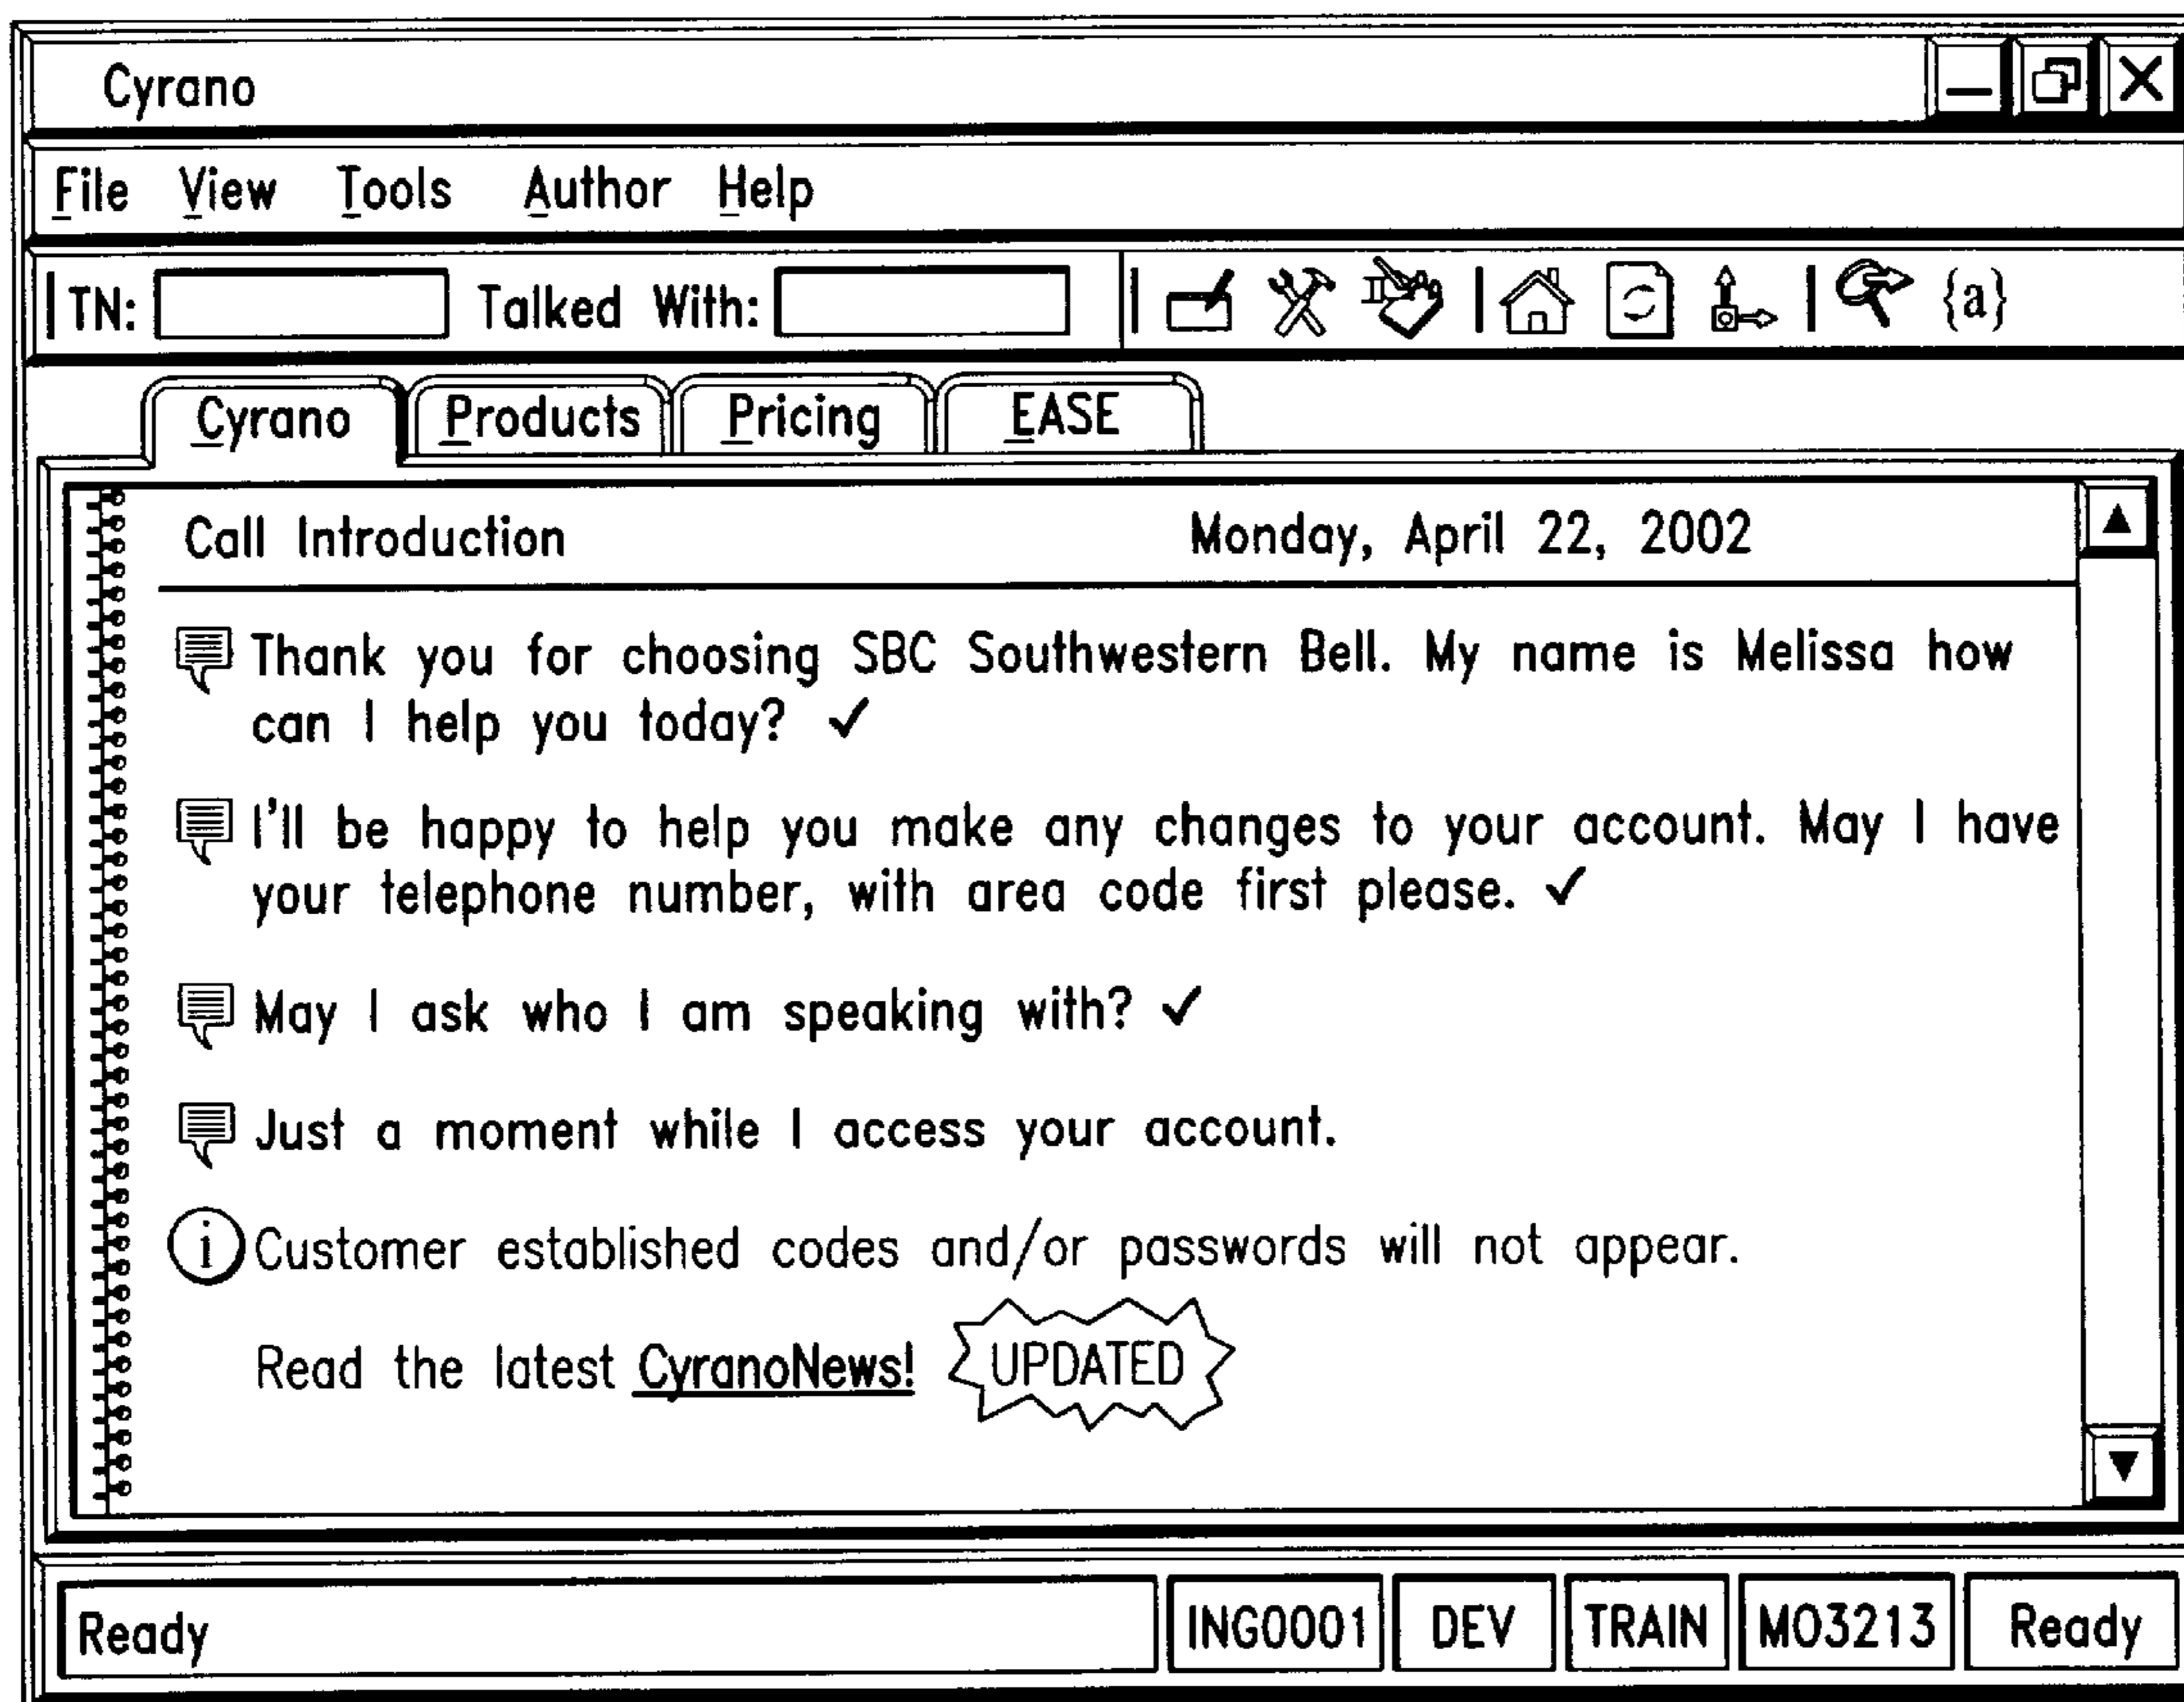 Cyrano
File View Tools Author Help
TN: Talked With: {a}
Cyrano Products Pricing EASE
Call Introduction Monday, April 22, 2002
Thank you for choosing SBC Southwestern Bell. My name is Melissa how
can I help you today? ✓
I'll be happy to help you make any changes to your account. May I have
your telephone number, with area code first please. ✓
May I ask who I am speaking with? ✓
Just a moment while I access your account.
i Customer established codes and/or passwords will not appear.
Read the latest CyranoNews! UPDATED
Ready ING0001 DEV TRAIN MO3213 Ready